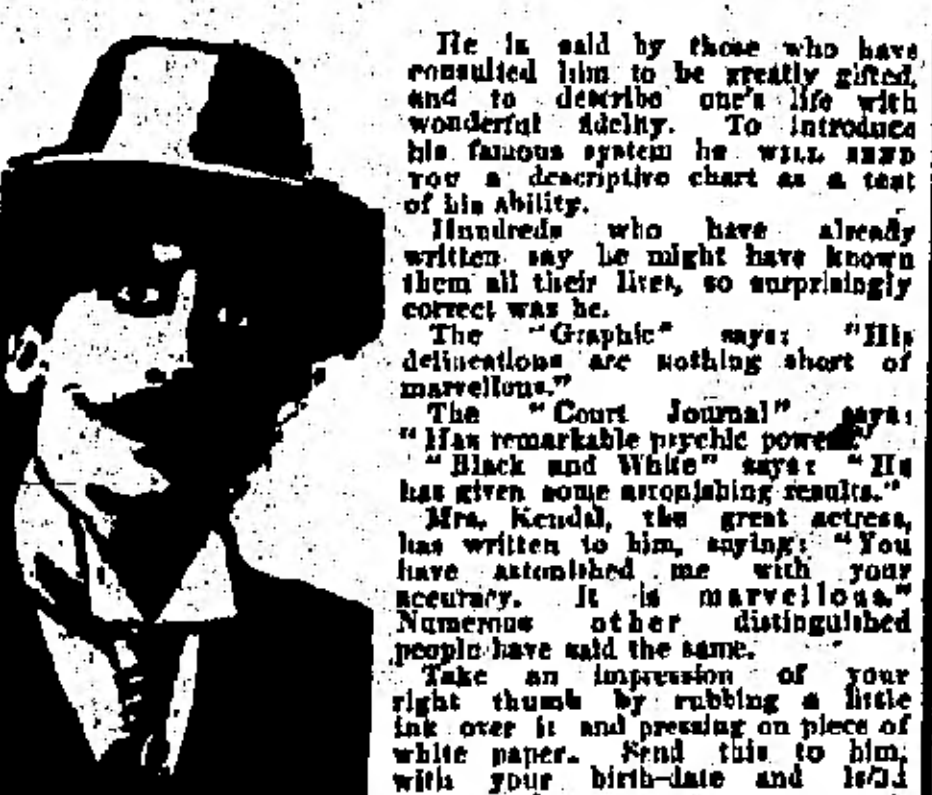 He is said by those who have
consulted him to be greatly gifted,
and to describe one's life with
wonderful fidelity. To introduce
his famous system he WILL SEND
YOU a descriptive chart as a test
of his ability.
Hundreds who have already
written say he might have known
them all their lives, so surprisingly
correct was he.
The "Graphic" says: "His
delineations are nothing short of
marvellous."
The "Court Journal" says:
"Has remarkable psychic powers."
"Black and White" says: "He
has given some astonishing results."
Mrs. Kendal, the great actress,
has written to him, saying: "You
have astonished me with your
accuracy. It is marvellous."
Numerous other distinguished
people have said the same.
Take an impression of your
right thumb by rubbing a little
ink over it and pressing on piece of
white paper. Send this to him,
with your birth-date and